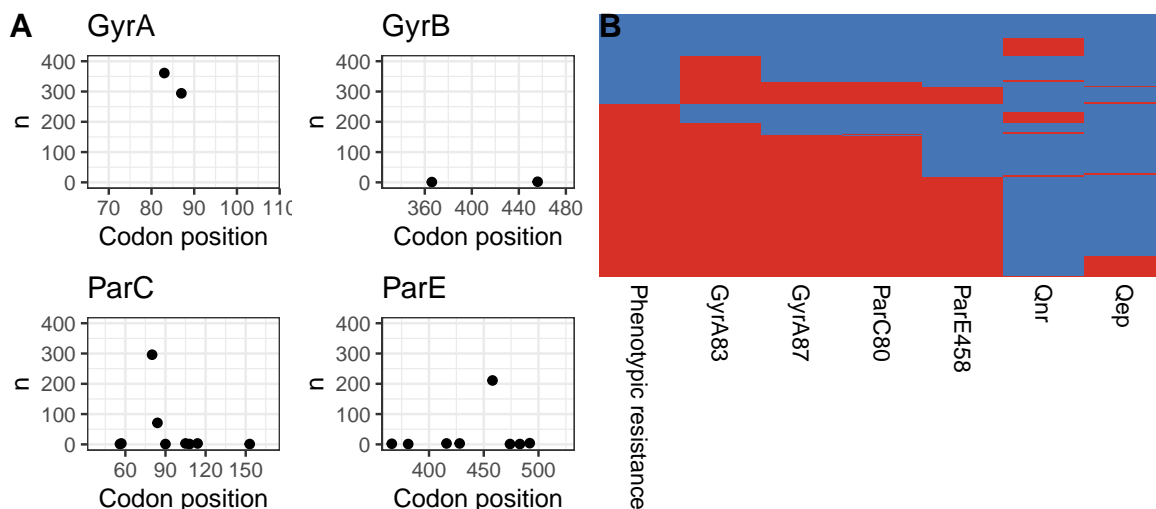 A
GyrA
400
300
200
100
0
n
70 80 90 100 110
Codon position
GyrB
400
300
200
100
0
n
360 400 440 480
Codon position
ParC
400
300
200
100
0
n
60 90 120 150
Codon position
ParE
400
300
200
100
0
n
400 450 500
Codon position
B
Phenotypic resistance
GyrA83
GyrA87
ParC80
ParE458
Qnr
Qep